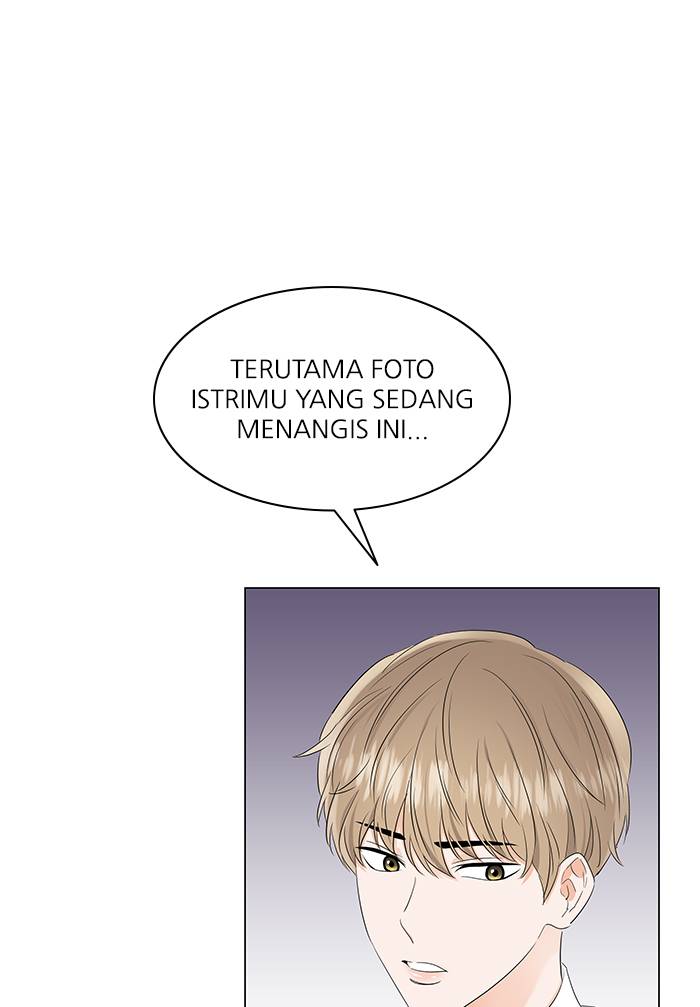 TERUTAMA FOTO
ISTRIMU YANG SEDANG
MENANGIS INI...